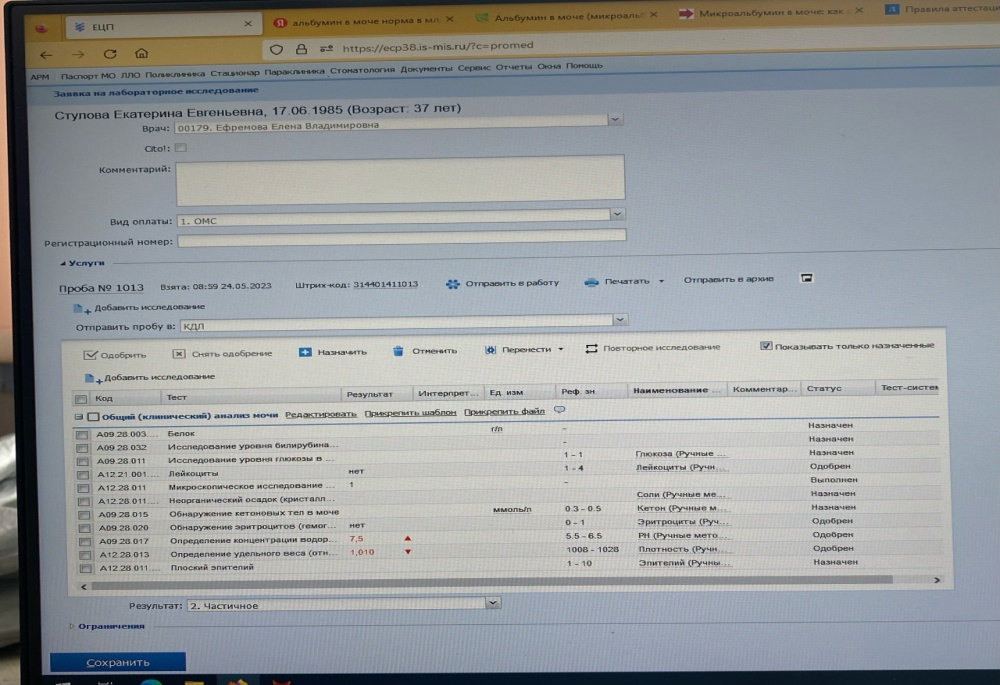 ЕЦП ×
альбумин в моче норма в мл ×
Альбумин в моче (микроаль ×
Микроальбумин в моче: как ×
Правила аттестаци
https://ecp38.is-mis.ru/?c=promed
АРМ Паспорт МО ЛЛО Поликлиника Стационар Параклиника Стоматология Документы Сервис Отчеты Окна Помощь
Заявка на лабораторное исследование
Ступова Екатерина Евгеньевна, 17.06.1985 (Возраст: 37 лет)
Врач: 00179. Ефремова Елена Владимировна
Cito!:
Комментарий:
Вид оплаты: 1. ОМС
Регистрационный номер:
Услуги
Проба № 1013 Взята: 08:59 24.05.2023 Штрих-код: 314401411013 Отправить в работу Печатать Отправить в архив
Добавить исследование
Отправить пробу в: КДЛ
Одобрить Снять одобрение Назначить Отменить Перенести Повторное исследование Показывать только назначенные
Добавить исследование
Код Тест Результат Интерпрет... Ед. изм Реф. зн. Наименование ... Комментар... Статус Тест-систем
Общий (клинический) анализ мочи Редактировать Прикрепить шаблон Прикрепить файл
A09.28.003.... Белок г/л – Назначен
A09.28.032 Исследование уровня билирубина... – Назначен
A09.28.011 Исследование уровня глюкозы в ... 1 - 1 Глюкоза (Ручные ... Назначен
A12.21.001.... Лейкоциты нет 1 - 4 Лейкоциты (Ручн... Одобрен
A12.28.011 Микроскопическое исследование ... 1 – Выполнен
A12.28.011.... Неорганический осадок (кристалл... Соли (Ручные ме... Назначен
A09.28.015 Обнаружение кетоновых тел в моче ммоль/л 0.3 - 0.5 Кетон (Ручные м... Назначен
A09.28.020 Обнаружение эритроцитов (гемог... нет 0 - 1 Эритроциты (Руч... Одобрен
A09.28.017 Определение концентрации водор... 7,5 5.5 - 6.5 PH (Ручные мето... Одобрен
A12.28.013 Определение удельного веса (отн... 1,010 1008 - 1028 Плотность (Ручн... Одобрен
A12.28.011.... Плоский эпителий 1 - 10 Эпителий (Ручны... Назначен
Результат: 2. Частичное
Ограничения
Сохранить